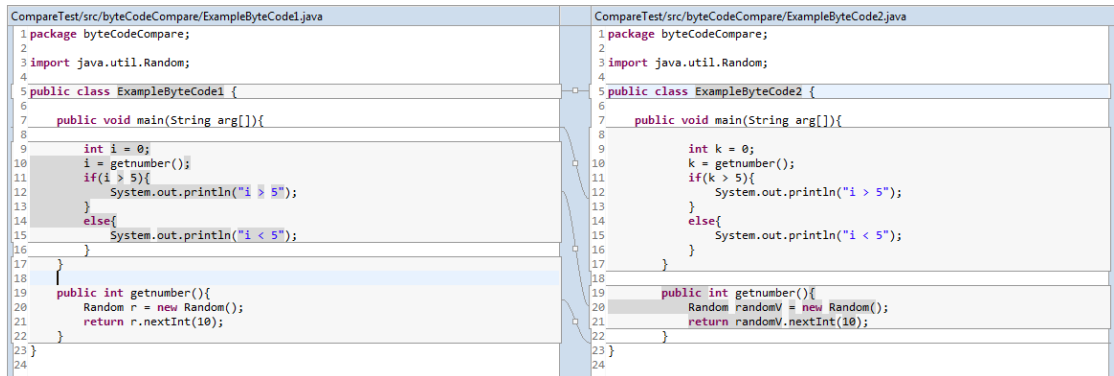 CompareTest/src/byteCodeCompare/ExampleByteCode1.java
1 package byteCodeCompare;
2
3 import java.util.Random;
4
5 public class ExampleByteCode1 {
6
7     public void main(String arg[]){
8
9         int i = 0;
10         i = getnumber();
11         if(i > 5){
12             System.out.println("i > 5");
13         }
14         else{
15             System.out.println("i < 5");
16         }
17     }
18
19     public int getnumber(){
20         Random r = new Random();
21         return r.nextInt(10);
22     }
23 }
24
CompareTest/src/byteCodeCompare/ExampleByteCode2.java
1 package byteCodeCompare;
2
3 import java.util.Random;
4
5 public class ExampleByteCode2 {
6
7     public void main(String arg[]){
8
9             int k = 0;
10             k = getnumber();
11             if(k > 5){
12                 System.out.println("i > 5");
13             }
14             else{
15                 System.out.println("i < 5");
16             }
17         }
18
19         public int getnumber(){
20             Random randomV = new Random();
21             return randomV.nextInt(10);
22         }
23 }
24